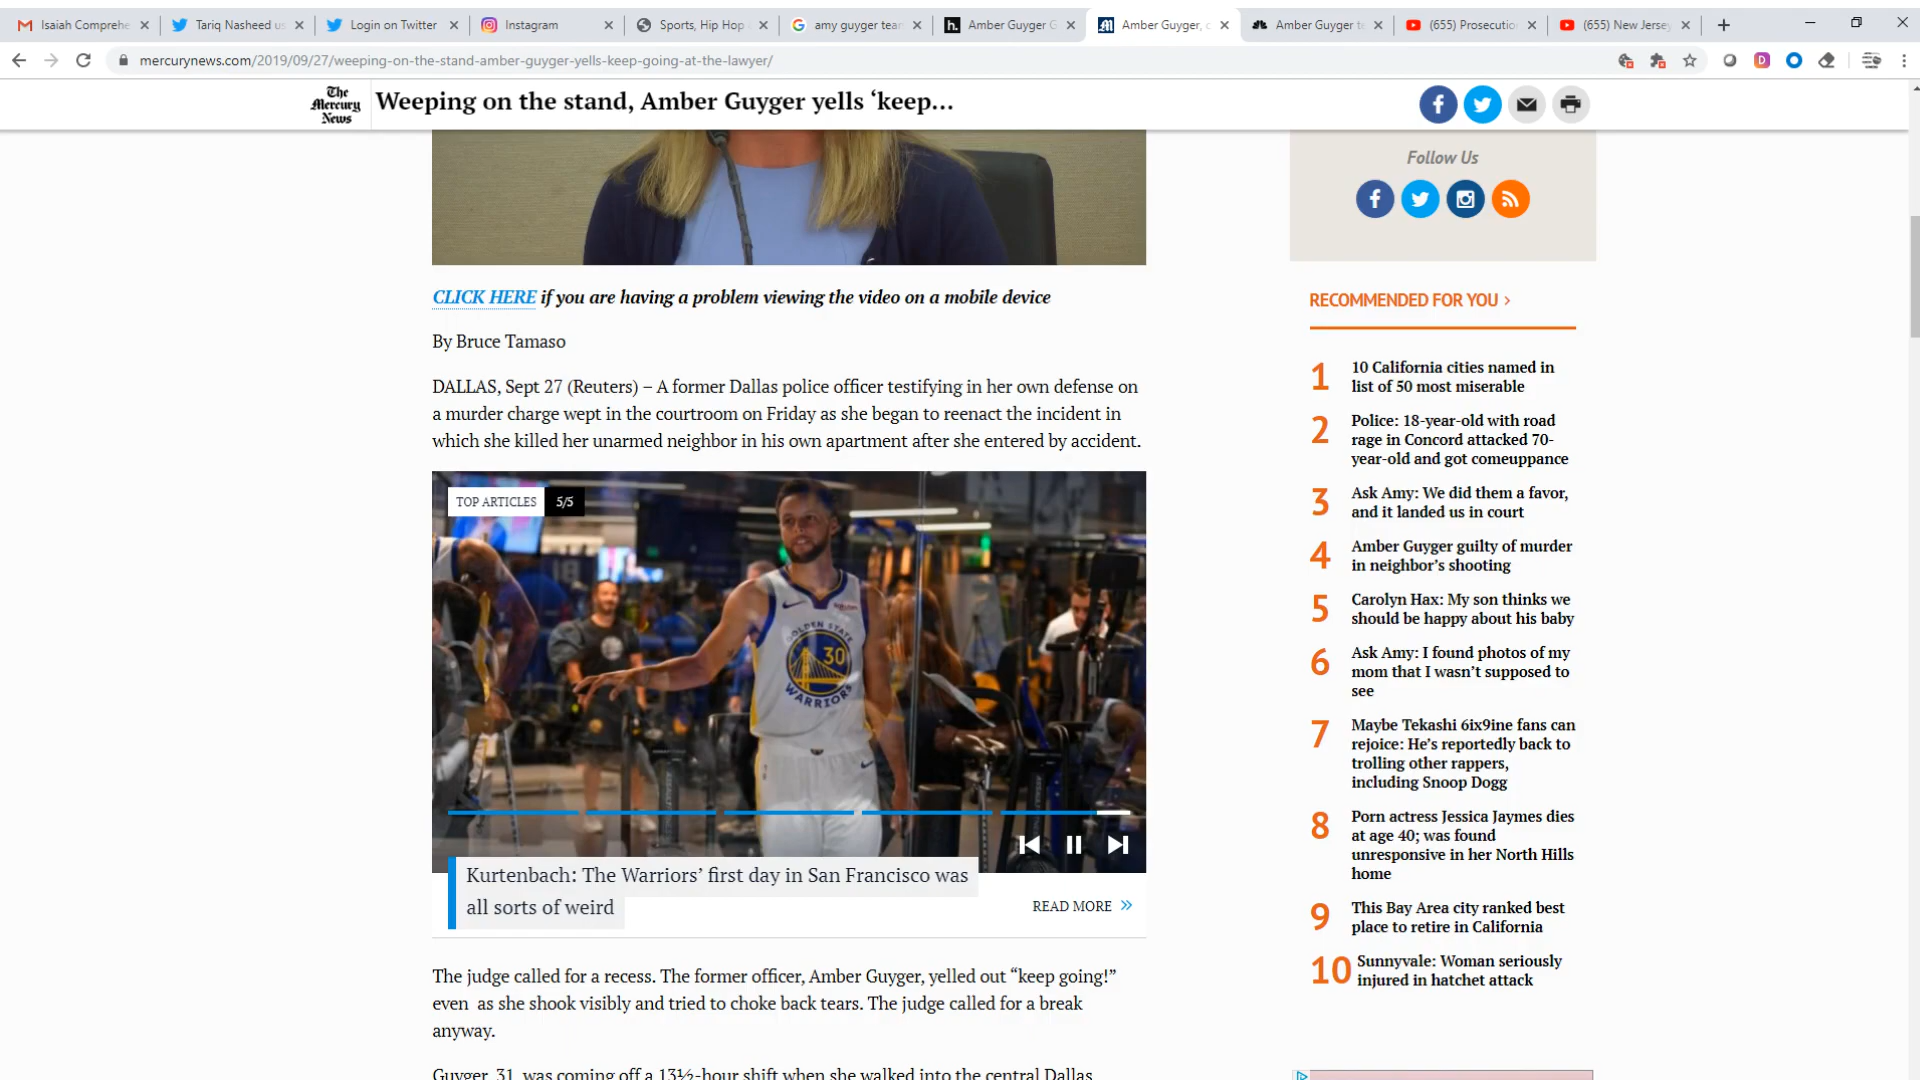 Isaiah Comprehe
Tariq Nasheed us
Login on Twitter
Instagram
Sports, Hip Hop
amy guyger tear
Amber Guyger G
Amber Guyger, c
Amber Guyger te
(655) Prosecutio
(655) New Jersey
mercurynews.com/2019/09/27/weeping-on-the-stand-amber-guyger-yells-keep-going-at-the-lawyer/
The
Mercury
News
Weeping on the stand, Amber Guyger yells ‘keep...
CLICK HERE if you are having a problem viewing the video on a mobile device
By Bruce Tamaso
DALLAS, Sept 27 (Reuters) – A former Dallas police officer testifying in her own defense on
a murder charge wept in the courtroom on Friday as she began to reenact the incident in
which she killed her unarmed neighbor in his own apartment after she entered by accident.
TOP ARTICLES 5/5
GOLDEN STATE
30
WARRIORS
Kurtenbach: The Warriors’ first day in San Francisco was
all sorts of weird
READ MORE
The judge called for a recess. The former officer, Amber Guyger, yelled out “keep going!”
even as she shook visibly and tried to choke back tears. The judge called for a break
anyway.
Guyger, 31, was coming off a 13½-hour shift when she walked into the central Dallas
Follow Us
RECOMMENDED FOR YOU
1 10 California cities named in
list of 50 most miserable
2 Police: 18-year-old with road
rage in Concord attacked 70-
year-old and got comeuppance
3 Ask Amy: We did them a favor,
and it landed us in court
4 Amber Guyger guilty of murder
in neighbor’s shooting
5 Carolyn Hax: My son thinks we
should be happy about his baby
6 Ask Amy: I found photos of my
mom that I wasn’t supposed to
see
7 Maybe Tekashi 6ix9ine fans can
rejoice: He’s reportedly back to
trolling other rappers,
including Snoop Dogg
8 Porn actress Jessica Jaymes dies
at age 40; was found
unresponsive in her North Hills
home
9 This Bay Area city ranked best
place to retire in California
10 Sunnyvale: Woman seriously
injured in hatchet attack